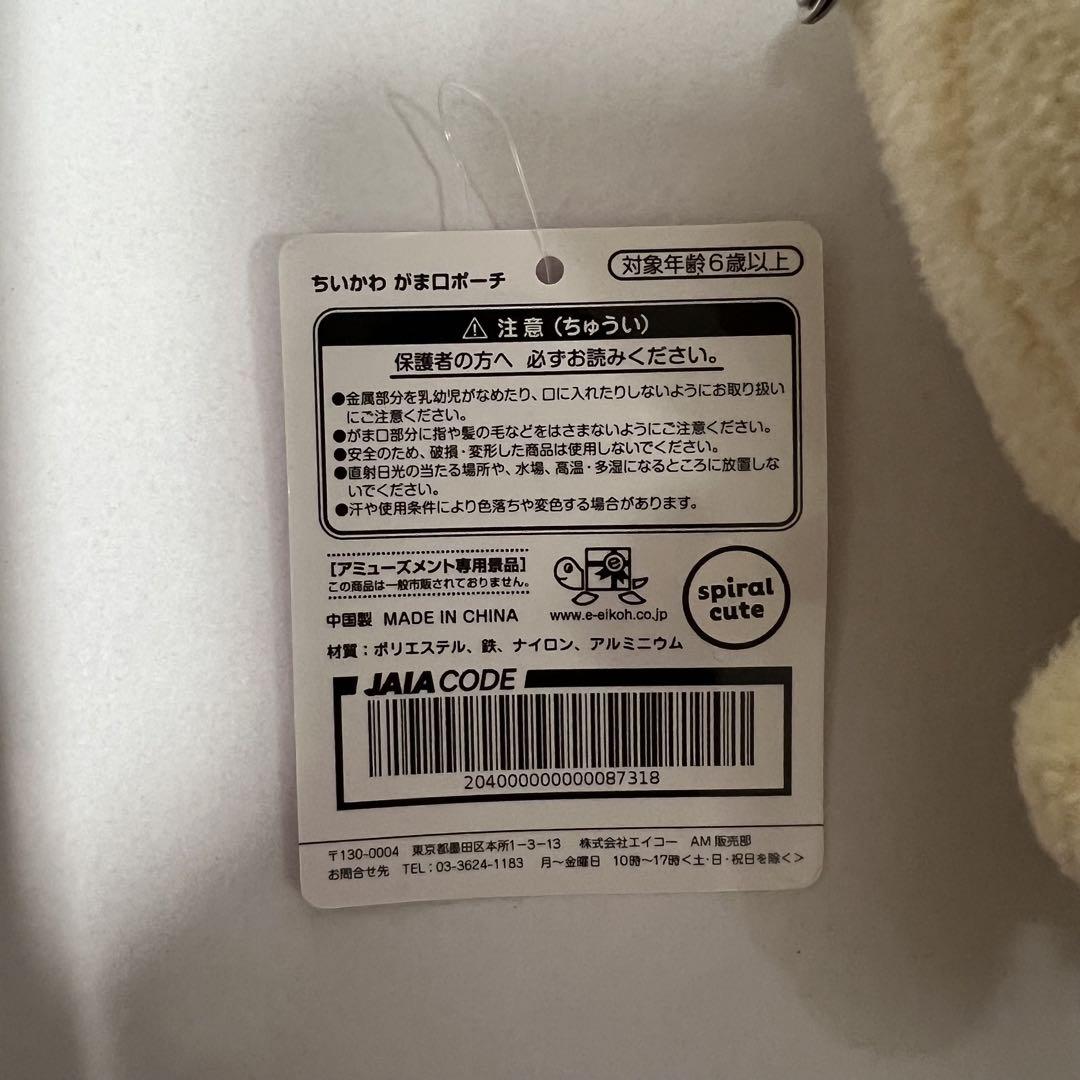 ちいかわ がま口ポーチ
対象年齢6歳以上
⚠ 注意（ちゅうい）
保護者の方へ 必ずお読みください。
●金属部分を乳幼児がなめたり、口に入れたりしないようにお取り扱い
にご注意ください。
●がま口部分に指や髪の毛などをはさまないようにご注意ください。
●安全のため、破損・変形した商品は使用しないでください。
●直射日光の当たる場所や、水場、高温・多湿になるところに放置しな
いでください。
●汗や使用条件により色落ちや変色する場合があります。
[アミューズメント専用景品]
この商品は一般市販されておりません。
中国製 MADE IN CHINA
e
www.e-eikoh.co.jp
spiral
cute
材質：ポリエステル、鉄、ナイロン、アルミニウム
JAIA CODE
204000000000087318
〒130-0004 東京都墨田区本所1-3-13 株式会社エイコー AM販売部
お問合せ先 TEL：03-3624-1183 月〜金曜日 10時〜17時<土・日・祝日を除く>